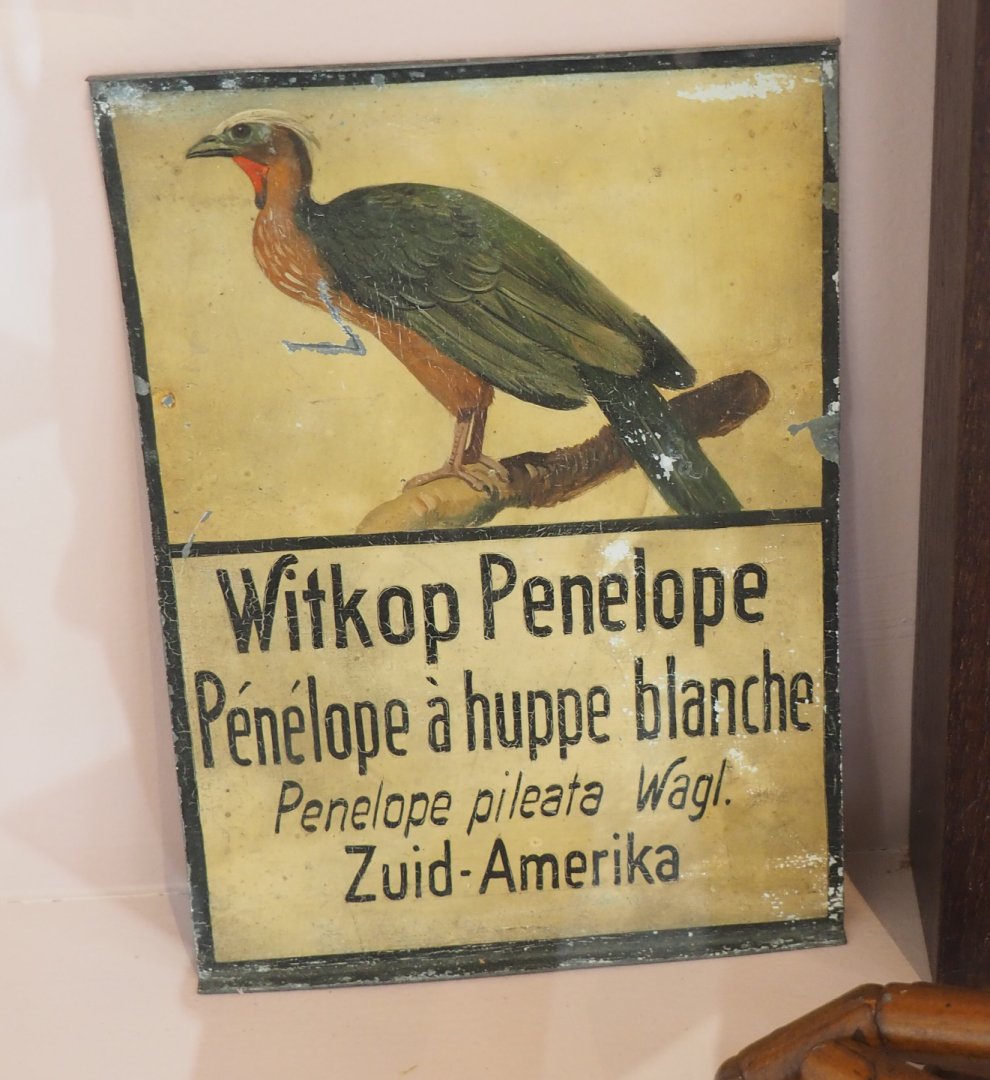 Witkop Penelope
Pénélope à huppe blanche
Penelope pileata Wagl.
Zuid-Amerika